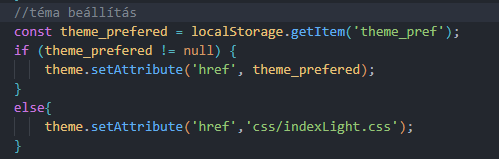 //téma beállítás
const theme_prefered = localStorage.getItem('theme_pref');
if (theme_prefered != null) {
    theme.setAttribute('href', theme_prefered);
}
else{
    theme.setAttribute('href','css/indexLight.css');
}